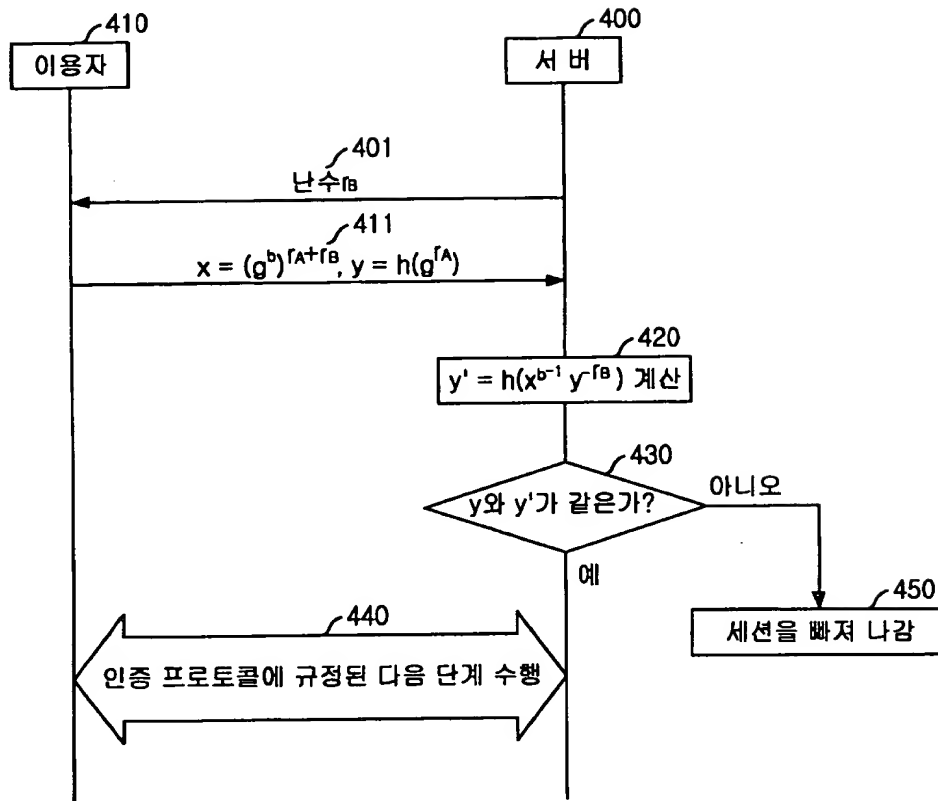 410
이용자
400
서 버
401
난수rB
411
x = (g^b)^rA+rB, y = h(g^rA)
420
y' = h(x^b-1 y^-rB) 계산
430
y와 y'가 같은가?
아니오
예
450
세션을 빠져 나감
440
인증 프로토콜에 규정된 다음 단계 수행